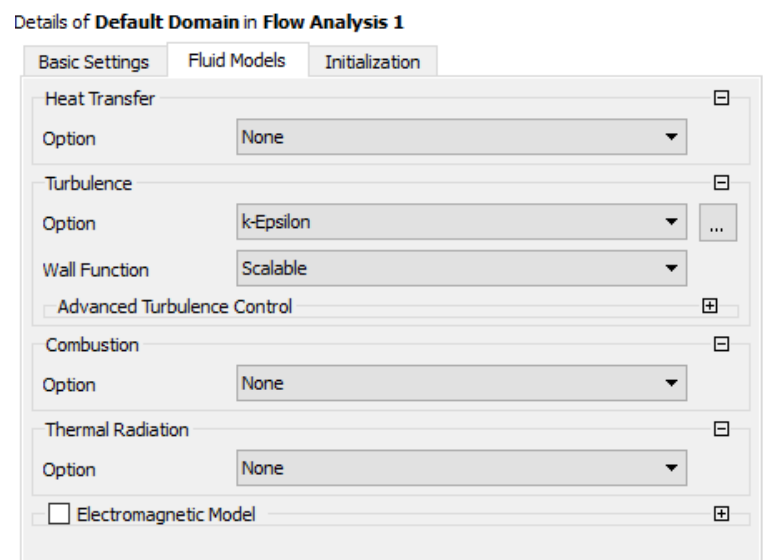 Details of Default Domain in Flow Analysis 1
Basic Settings Fluid Models Initialization
Heat Transfer
Option None
Turbulence
Option k-Epsilon ...
Wall Function Scalable
Advanced Turbulence Control
Combustion
Option None
Thermal Radiation
Option None
Electromagnetic Model